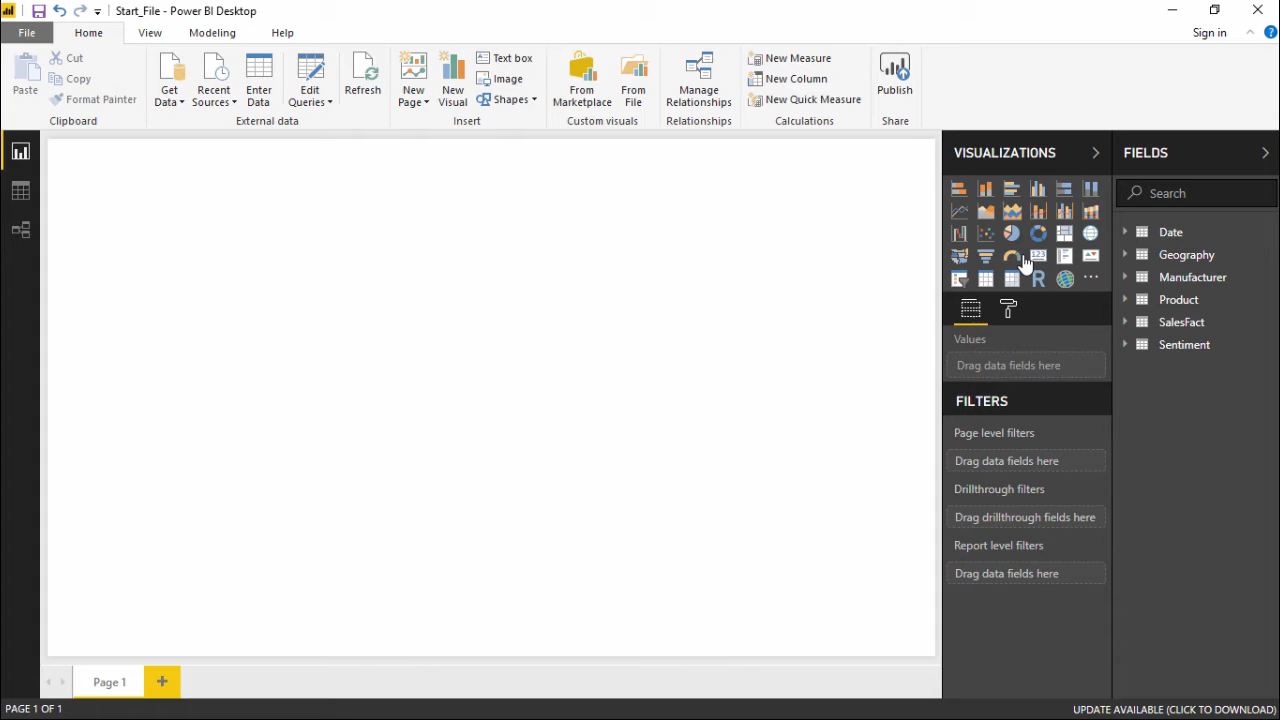 Start_File - Power BI Desktop
File Home View Modeling Help Sign in
Paste
Cut
Copy
Format Painter
Clipboard
Get Data
Recent Sources
Enter Data
Edit Queries
Refresh
External data
New Page
New Visual
Text box
Image
Shapes
Insert
From Marketplace
From File
Custom visuals
Manage Relationships
Relationships
New Measure
New Column
New Quick Measure
Calculations
Publish
Share
VISUALIZATIONS
123
R
Values
Drag data fields here
FILTERS
Page level filters
Drag data fields here
Drillthrough filters
Drag drillthrough fields here
Report level filters
Drag data fields here
FIELDS
Search
Date
Geography
Manufacturer
Product
SalesFact
Sentiment
Page 1
PAGE 1 OF 1
UPDATE AVAILABLE (CLICK TO DOWNLOAD)